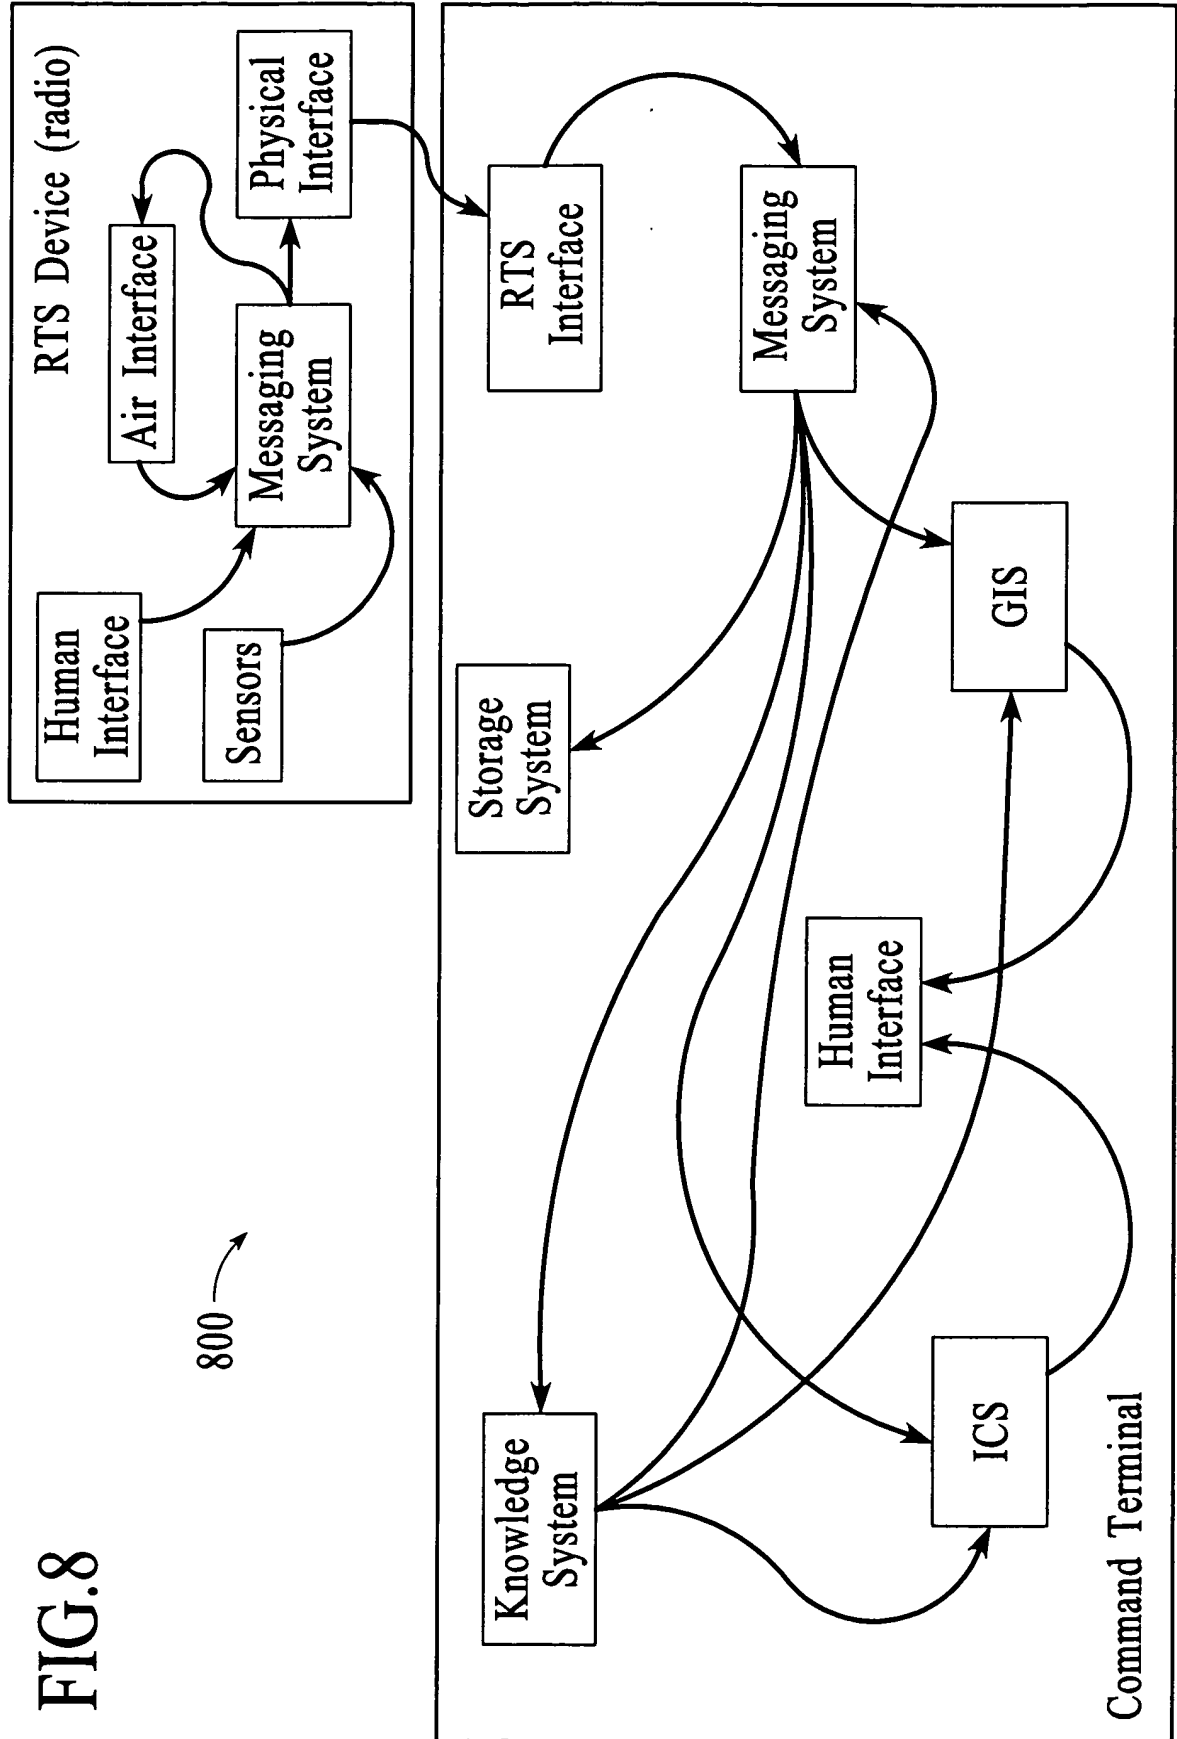 FIG.8
800
RTS Device (radio)
Human
Interface
Air Interface
Sensors
Messaging
System
Physical
Interface
Knowledge
System
Storage
System
RTS
Interface
Messaging
System
Human
Interface
ICS
GIS
Command Terminal